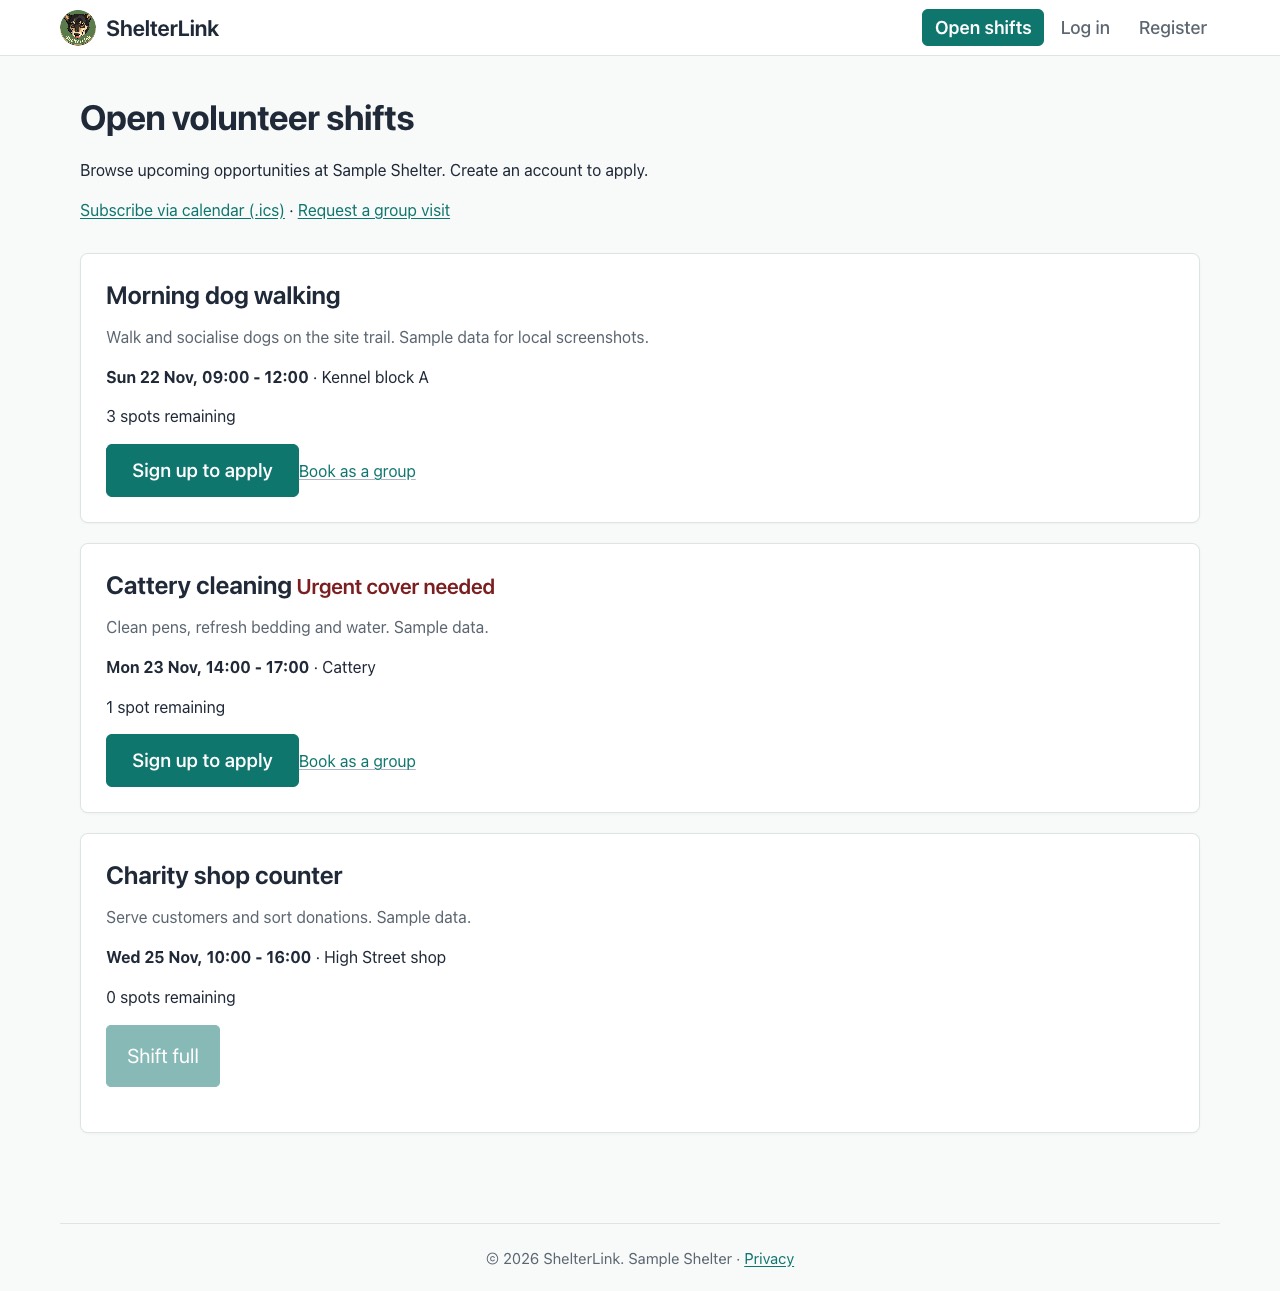 ShelterLink
Open shifts
Log in
Register
Open volunteer shifts
Browse upcoming opportunities at Sample Shelter. Create an account to apply.
Subscribe via calendar (.ics) · Request a group visit
Morning dog walking
Walk and socialise dogs on the site trail. Sample data for local screenshots.
Sun 22 Nov, 09:00 - 12:00 · Kennel block A
3 spots remaining
Sign up to apply Book as a group
Cattery cleaning Urgent cover needed
Clean pens, refresh bedding and water. Sample data.
Mon 23 Nov, 14:00 - 17:00 · Cattery
1 spot remaining
Sign up to apply Book as a group
Charity shop counter
Serve customers and sort donations. Sample data.
Wed 25 Nov, 10:00 - 16:00 · High Street shop
0 spots remaining
Shift full
© 2026 ShelterLink. Sample Shelter · Privacy